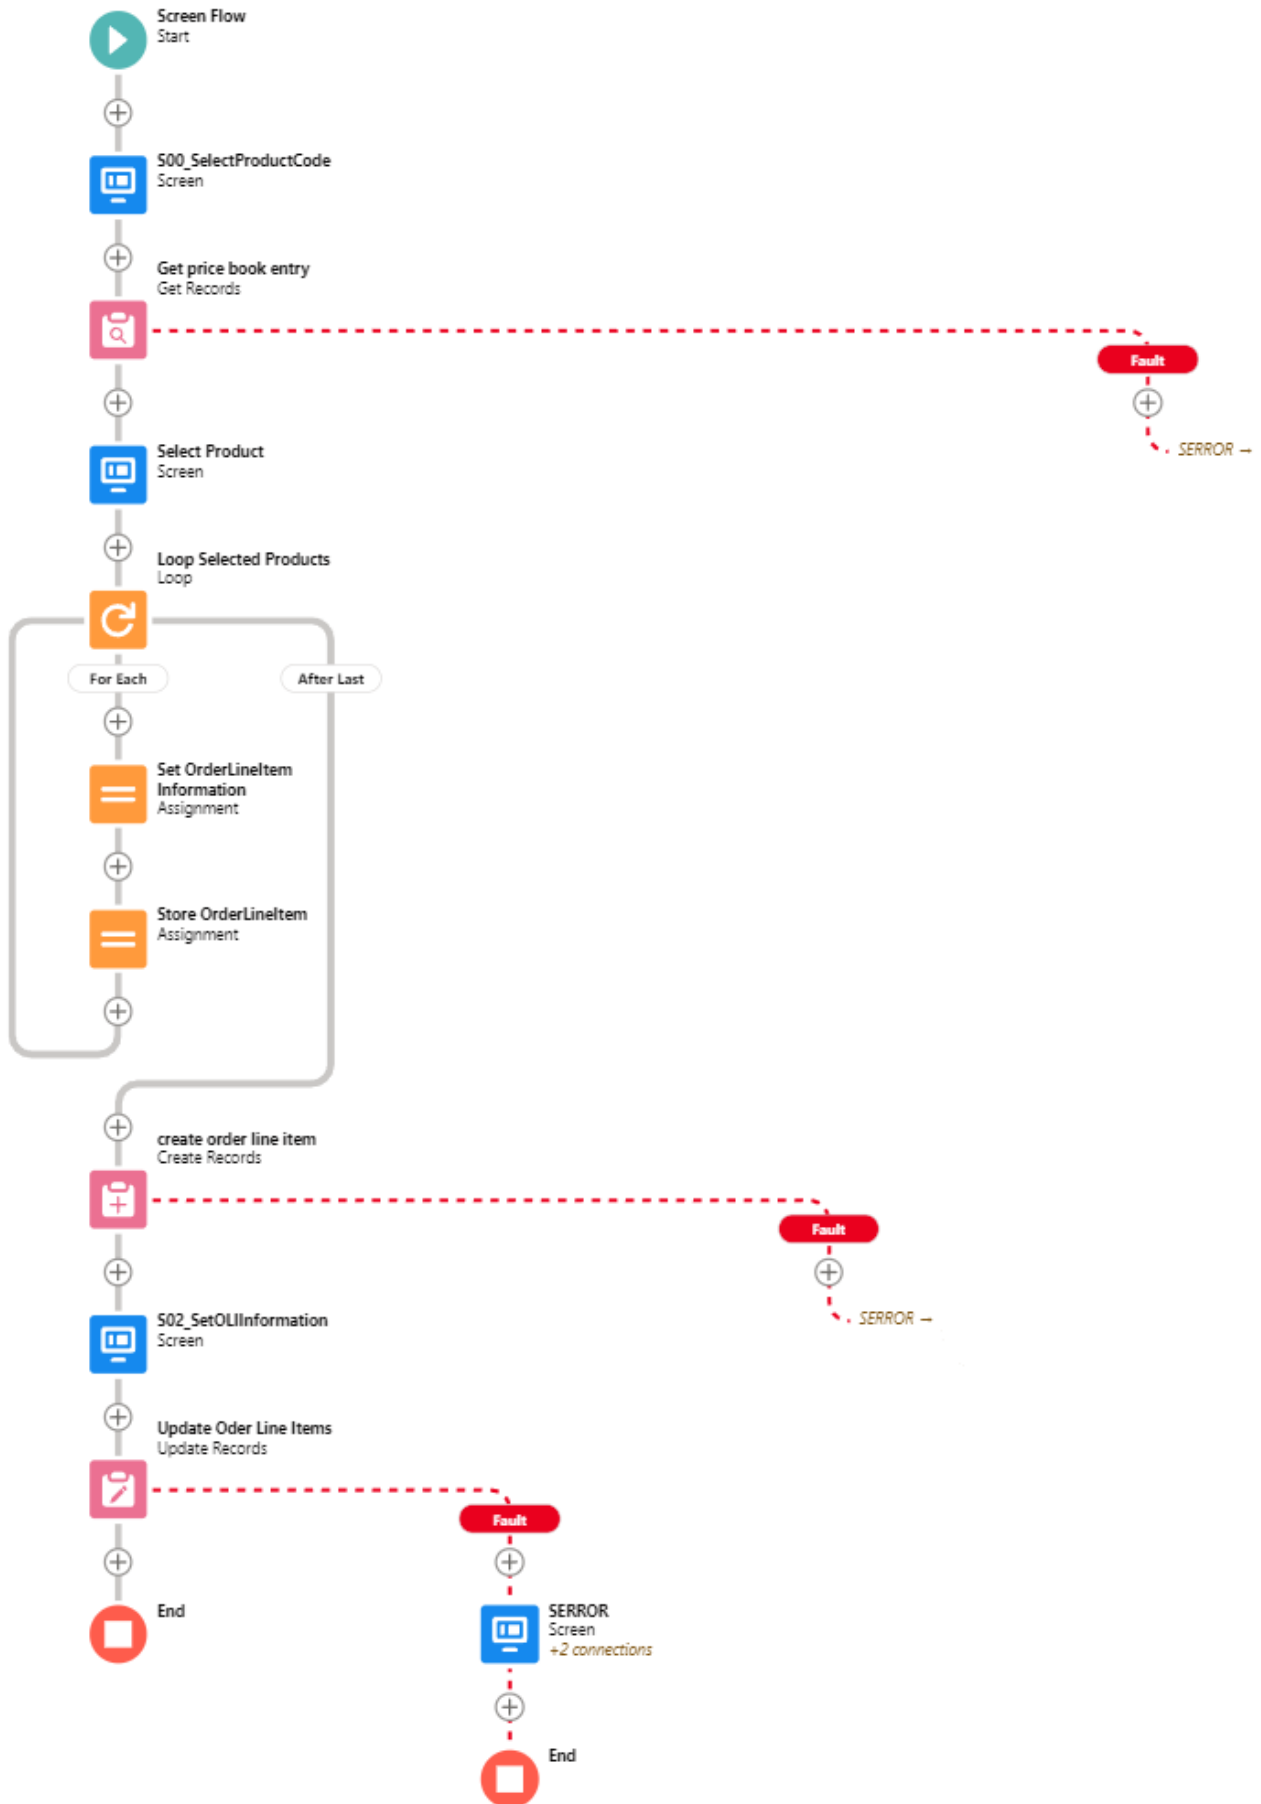 Screen Flow
Start
S00_SelectProductCode
Screen
Get price book entry
Get Records
Fault
SERROR →
Select Product
Screen
Loop Selected Products
Loop
For Each
After Last
Set OrderLineItem
Information
Assignment
Store OrderLineItem
Assignment
create order line item
Create Records
Fault
SERROR →
S02_SetOLIInformation
Screen
Update Oder Line Items
Update Records
Fault
End
SERROR
Screen
+2 connections
End